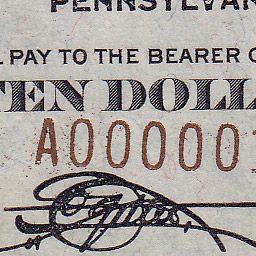 PENNSYLVAN
L PAY TO THE BEARER O
TEN DOLL
A000001